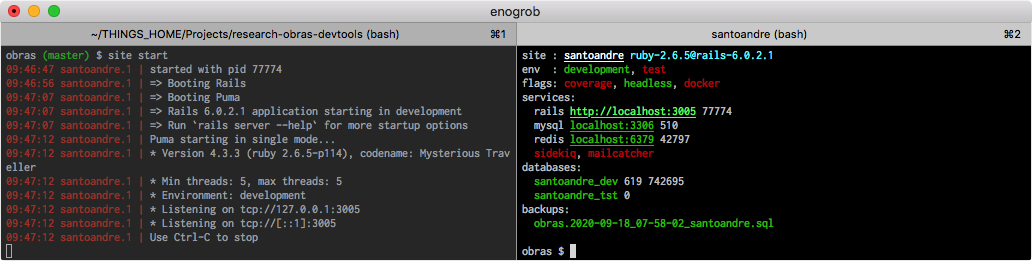 enogrob
~/THINGS_HOME/Projects/research-obras-devtools (bash) ⌘1
obras (master) $ site start
09:46:47 santoandre.1 | started with pid 77774
09:46:56 santoandre.1 | => Booting Rails
09:47:07 santoandre.1 | => Booting Puma
09:47:07 santoandre.1 | => Rails 6.0.2.1 application starting in development
09:47:07 santoandre.1 | => Run `rails server --help` for more startup options
09:47:12 santoandre.1 | Puma starting in single mode...
09:47:12 santoandre.1 | * Version 4.3.3 (ruby 2.6.5-p114), codename: Mysterious Trav
eller
09:47:12 santoandre.1 | * Min threads: 5, max threads: 5
09:47:12 santoandre.1 | * Environment: development
09:47:12 santoandre.1 | * Listening on tcp://127.0.0.1:3005
09:47:12 santoandre.1 | * Listening on tcp://[::1]:3005
09:47:12 santoandre.1 | Use Ctrl-C to stop
santoandre (bash) ⌘2
site : santoandre ruby-2.6.5@rails-6.0.2.1
env : development, test
flags: coverage, headless, docker
services:
rails http://localhost:3005 77774
mysql localhost:3306 510
redis localhost:6379 42797
sidekiq, mailcatcher
databases:
santoandre_dev 619 742695
santoandre_tst 0
backups:
obras.2020-09-18_07-58-02_santoandre.sql
obras $